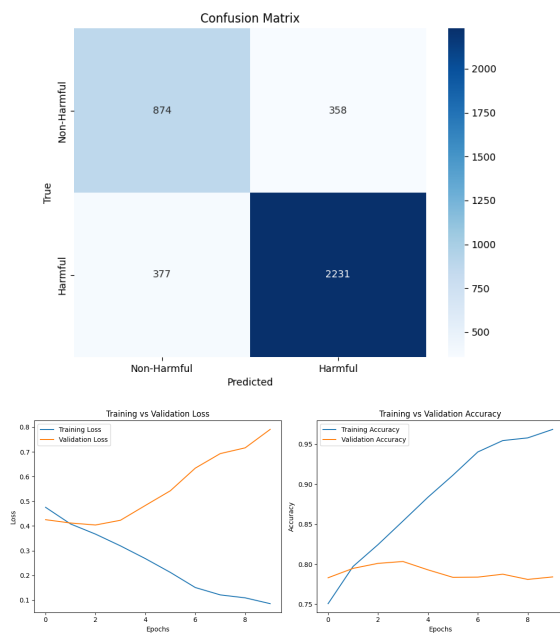 Confusion Matrix
Non-Harmful
Harmful
True
874
358
377
2231
Non-Harmful
Harmful
Predicted
2000
1750
1500
1250
1000
750
500
Training vs Validation Loss
Training Loss
Validation Loss
0.8
0.7
0.6
0.5
0.4
0.3
0.2
0.1
Loss
0
2
4
6
8
Epochs
Training vs Validation Accuracy
Training Accuracy
Validation Accuracy
0.95
0.90
0.85
0.80
0.75
Accuracy
0
2
4
6
8
Epochs